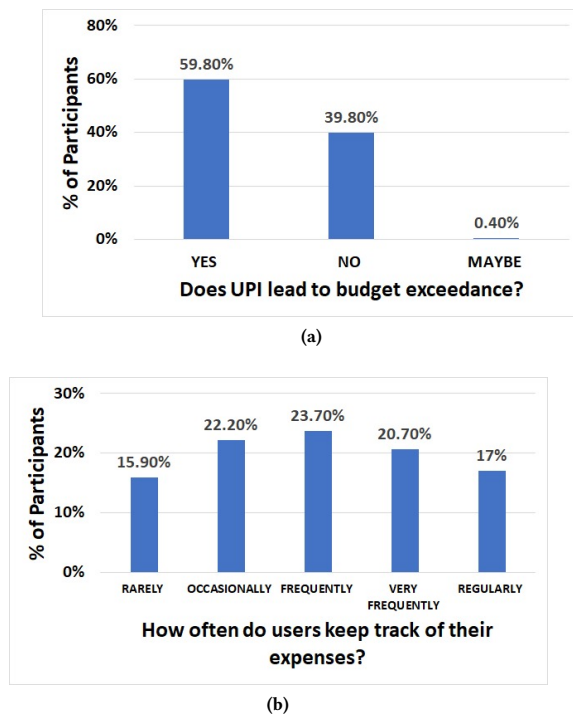 80%
60%
40%
20%
0%
% of Participants
59.80%
39.80%
0.40%
YES NO MAYBE
Does UPI lead to budget exceedance?
(a)
30%
20%
10%
0%
% of Participants
15.90%
22.20%
23.70%
20.70%
17%
RARELY OCCASIONALLY FREQUENTLY VERY REGULARLY
FREQUENTLY
How often do users keep track of their
expenses?
(b)